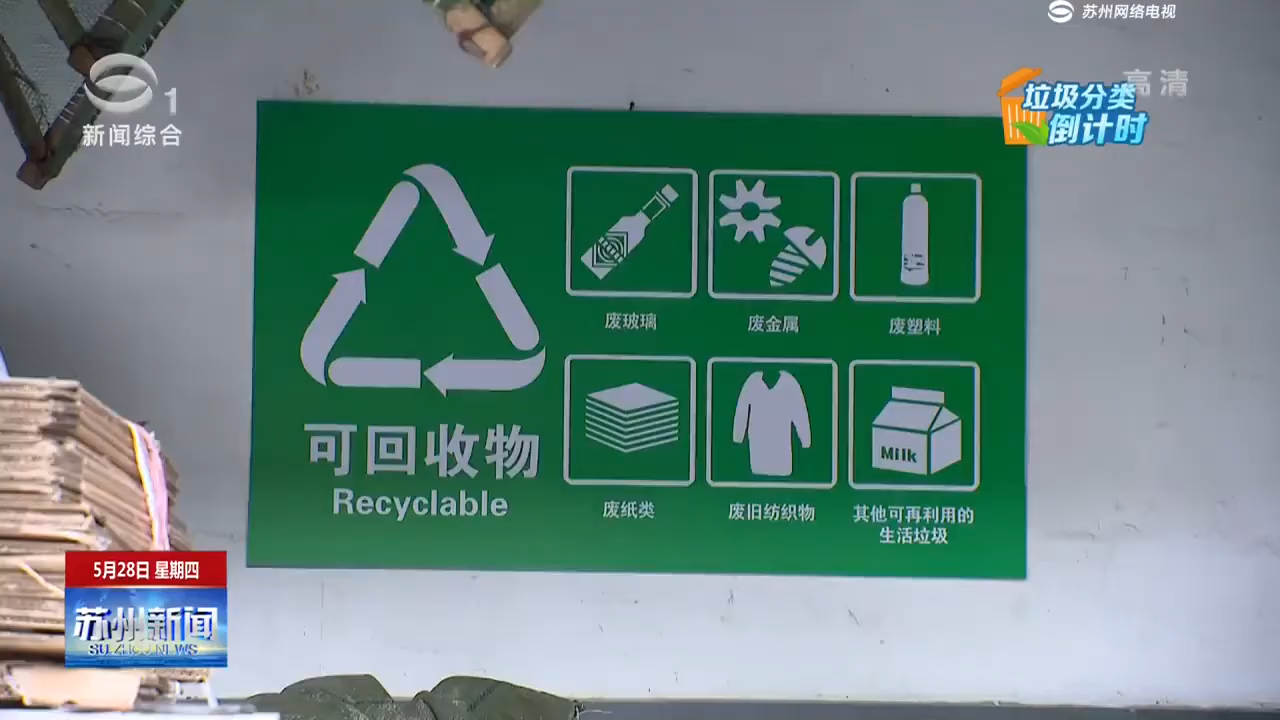 苏州网络电视
高清
垃圾分类
倒计时
1
新闻综合
废玻璃
废金属
废塑料
可回收物
Recyclable
Milk
废纸类
废旧纺织物
其他可再利用的
生活垃圾
5月28日 星期四
苏州新闻
SUZHOU NEWS